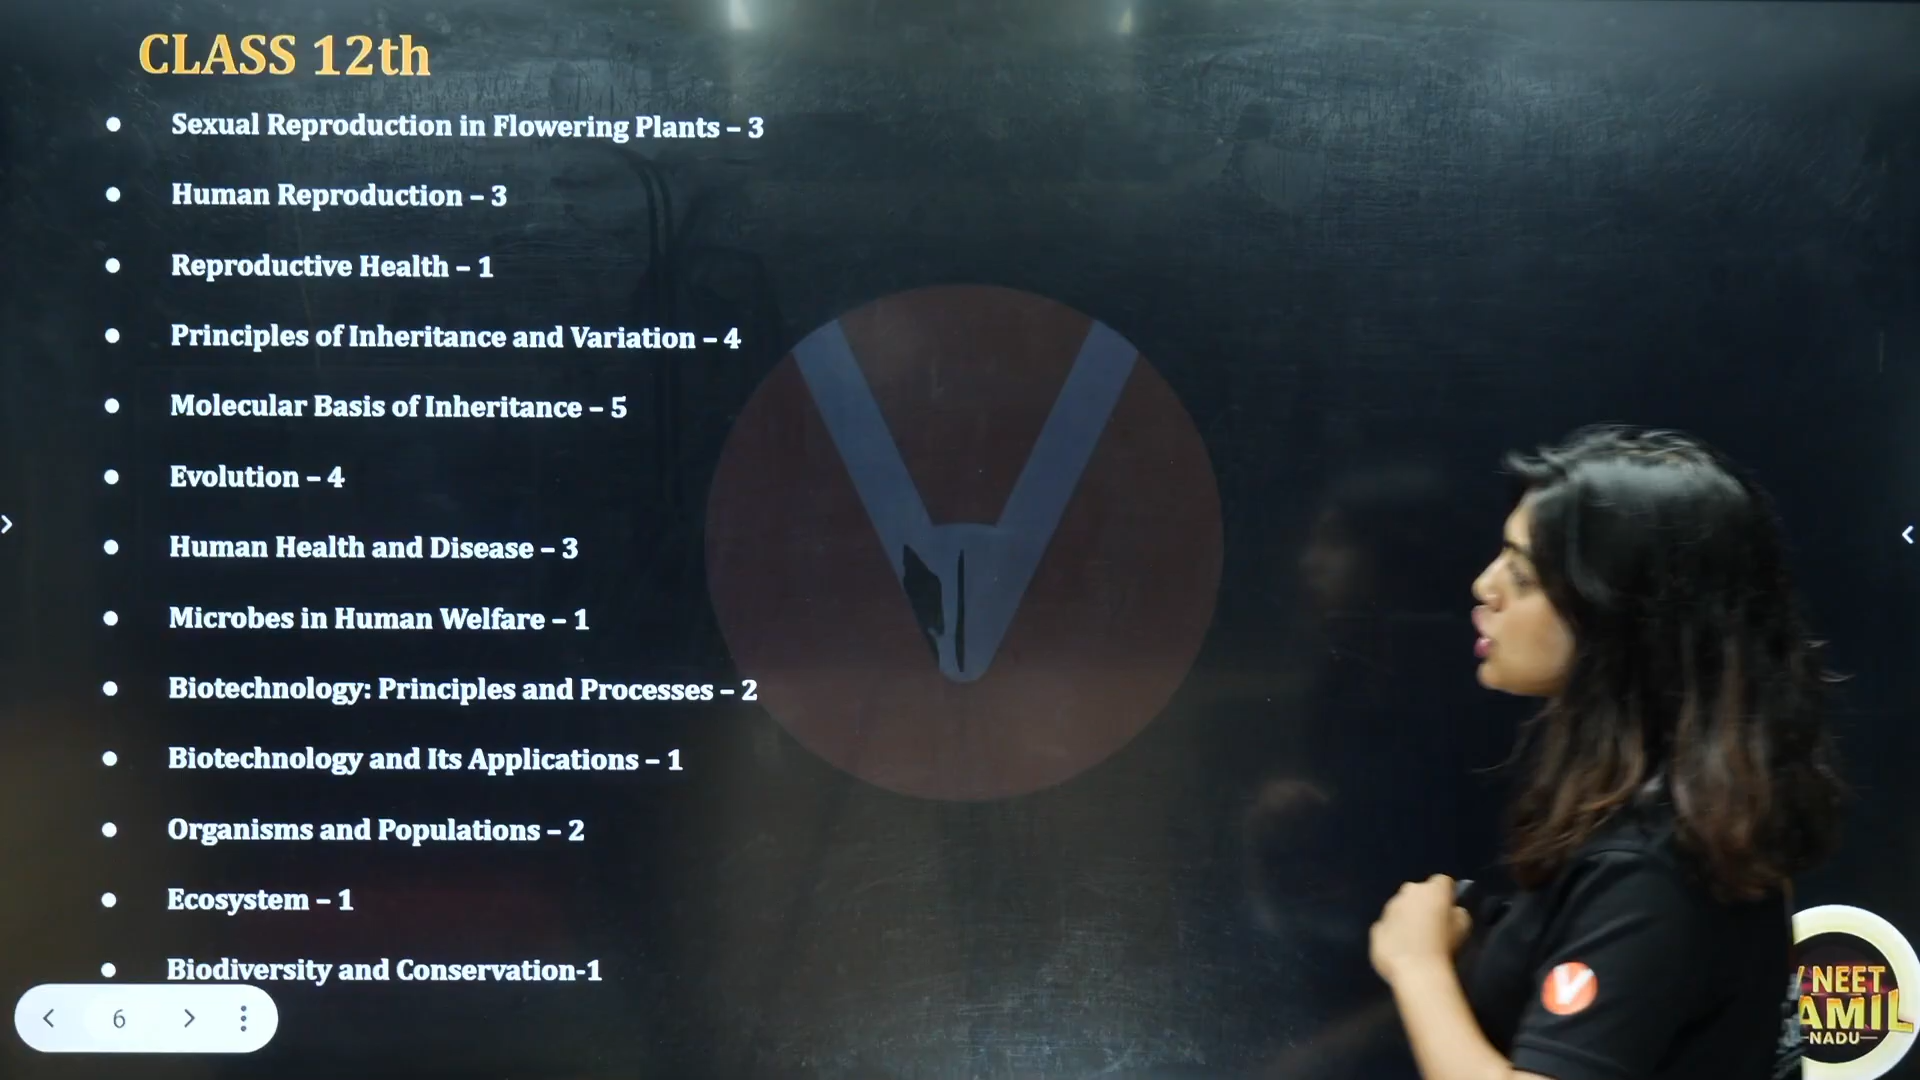 CLASS 12th
• Sexual Reproduction in Flowering Plants – 3
• Human Reproduction – 3
• Reproductive Health – 1
• Principles of Inheritance and Variation – 4
• Molecular Basis of Inheritance – 5
• Evolution – 4
• Human Health and Disease – 3
• Microbes in Human Welfare – 1
• Biotechnology: Principles and Processes – 2
• Biotechnology and Its Applications – 1
• Organisms and Populations – 2
• Ecosystem – 1
• Biodiversity and Conservation-1
6
V
NEET
AMIL
NADU